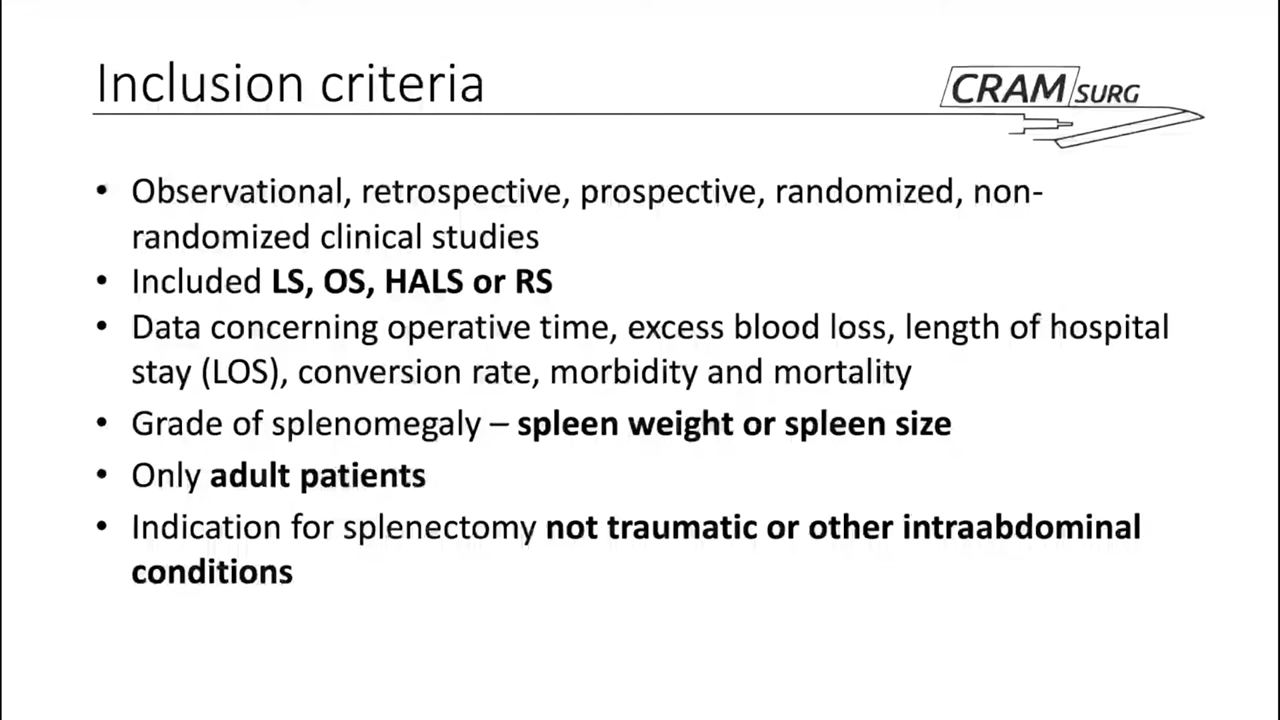 Inclusion criteria
CRAM SURG
• Observational, retrospective, prospective, randomized, non-
randomized clinical studies
• Included LS, OS, HALS or RS
• Data concerning operative time, excess blood loss, length of hospital
stay (LOS), conversion rate, morbidity and mortality
• Grade of splenomegaly – spleen weight or spleen size
• Only adult patients
• Indication for splenectomy not traumatic or other intraabdominal
conditions